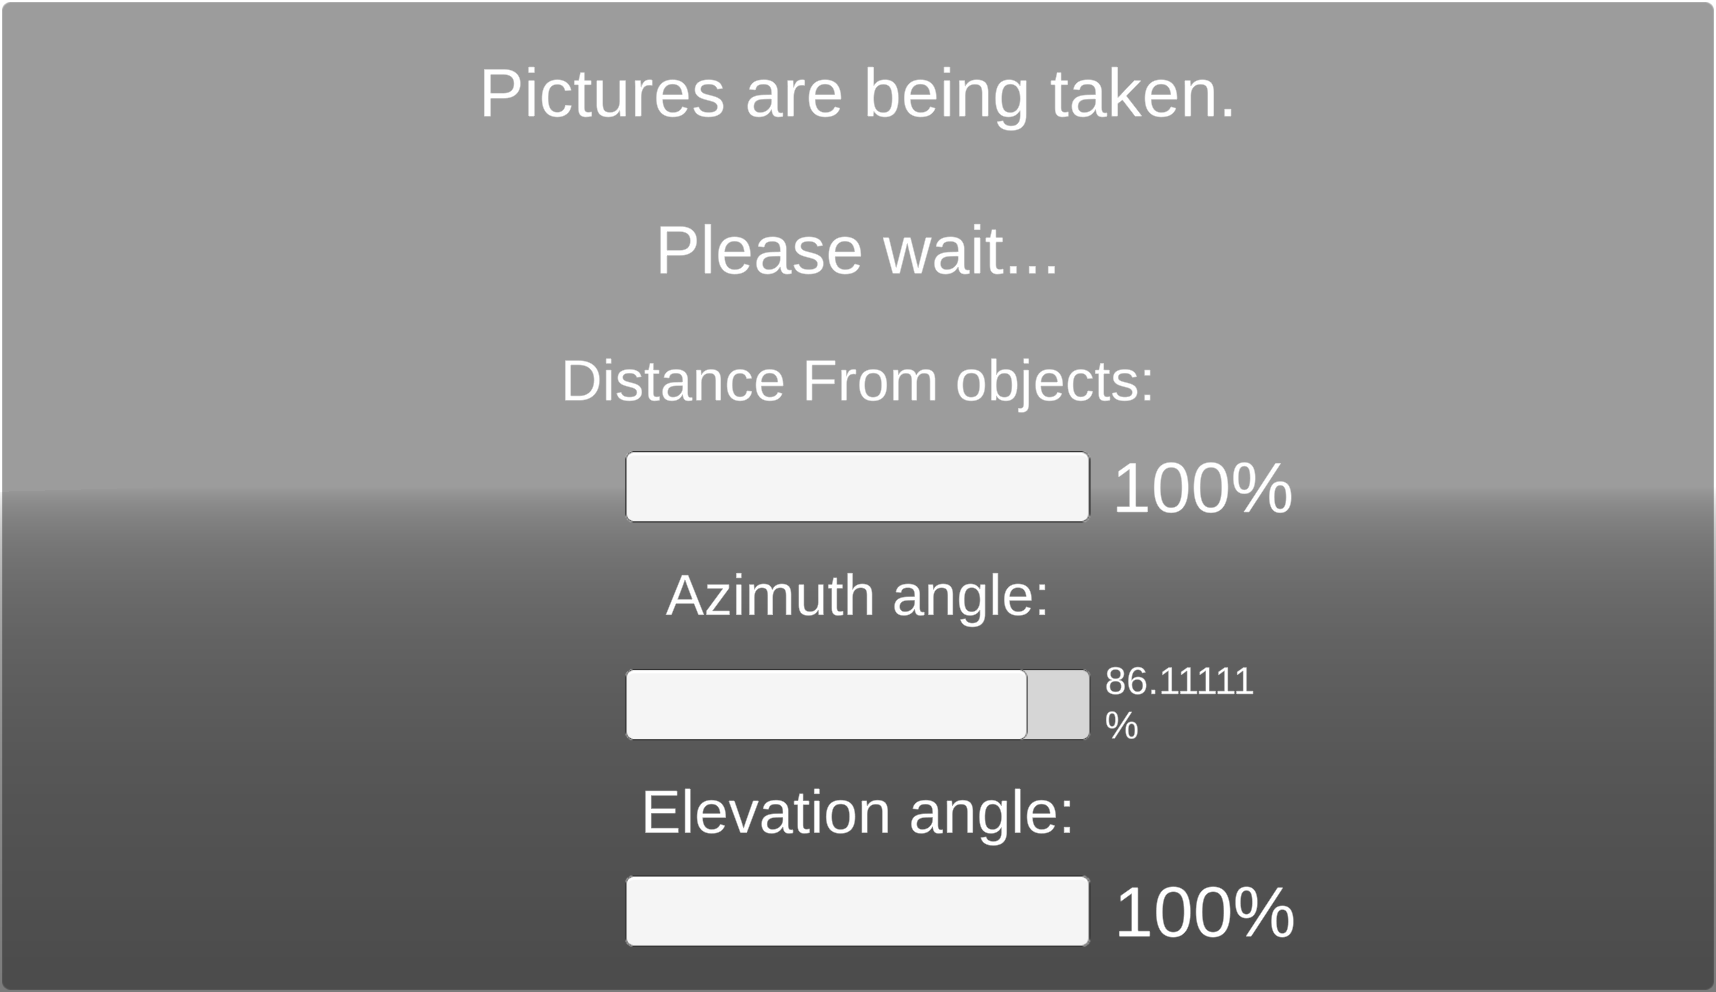 Pictures are being taken.
Please wait...
Distance From objects:
100%
Azimuth angle:
86.11111
%
Elevation angle:
100%